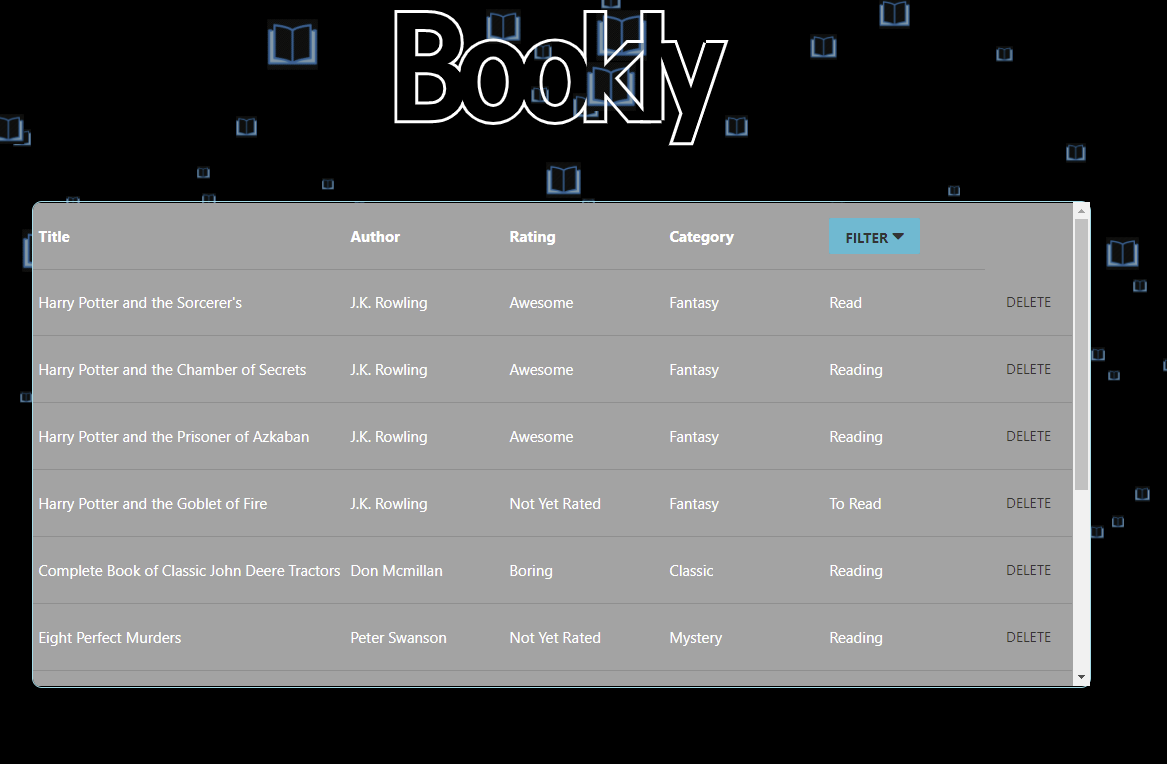 Bookly
Title Author Rating Category FILTER
Harry Potter and the Sorcerer's J.K. Rowling Awesome Fantasy Read DELETE
Harry Potter and the Chamber of Secrets J.K. Rowling Awesome Fantasy Reading DELETE
Harry Potter and the Prisoner of Azkaban J.K. Rowling Awesome Fantasy Reading DELETE
Harry Potter and the Goblet of Fire J.K. Rowling Not Yet Rated Fantasy To Read DELETE
Complete Book of Classic John Deere Tractors Don Mcmillan Boring Classic Reading DELETE
Eight Perfect Murders Peter Swanson Not Yet Rated Mystery Reading DELETE